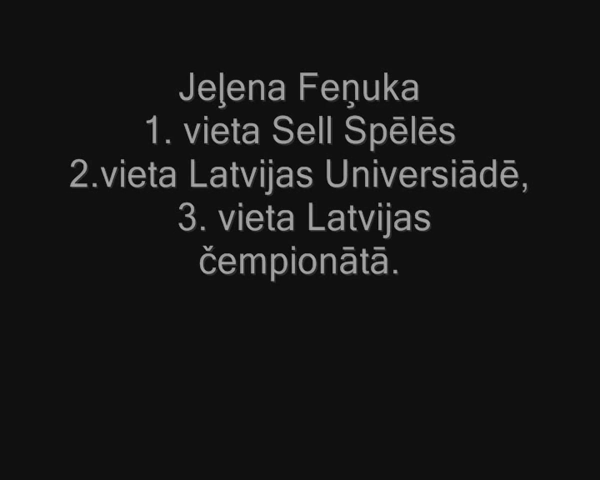 Jeļena Feņuka
1. vieta Sell Spēlēs
2.vieta Latvijas Universiādē,
3. vieta Latvijas
čempionātā.